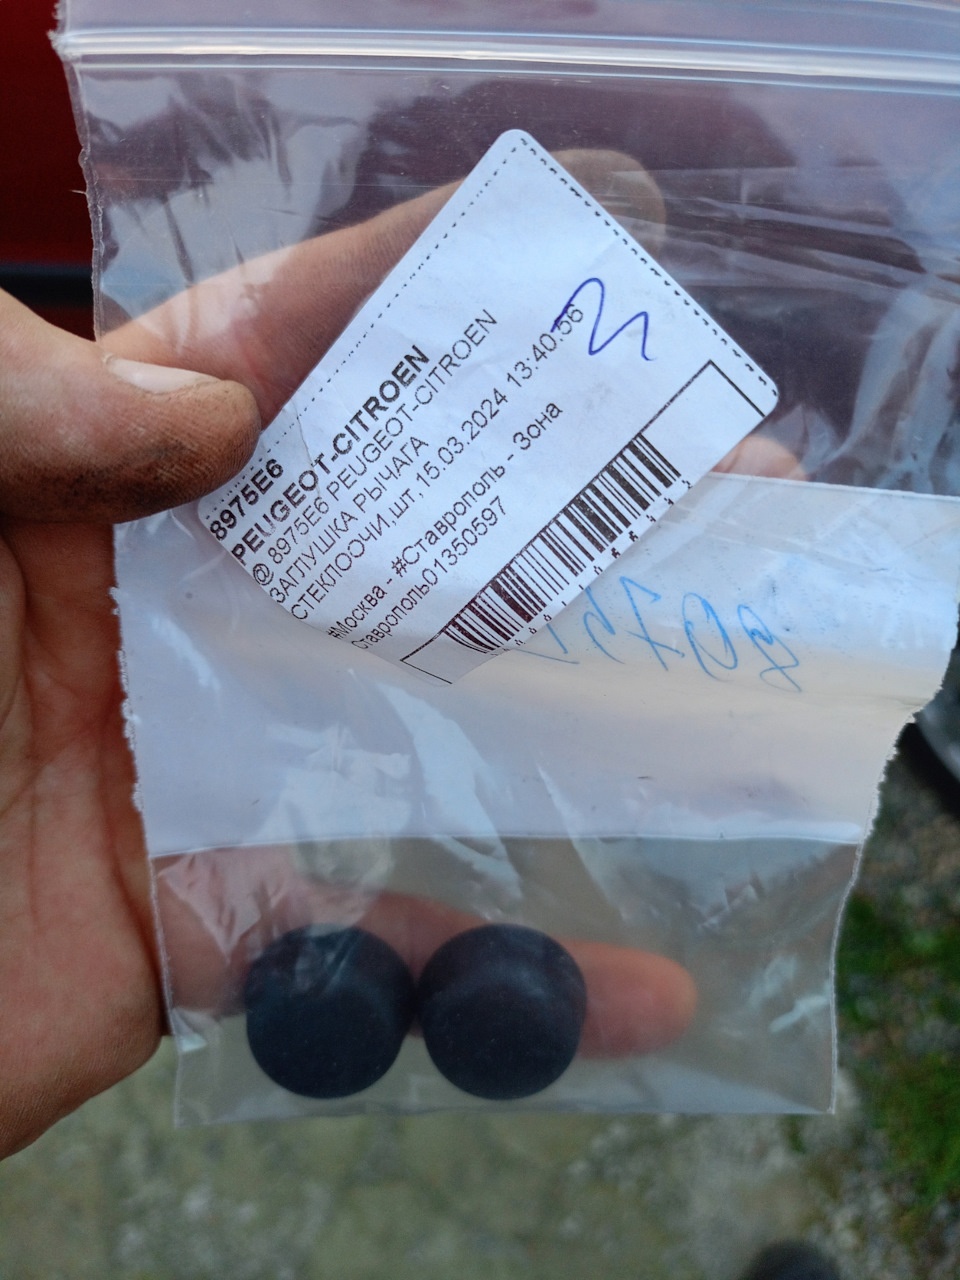 8975E6
PEUGEOT-CITROEN
@ 8975E6 PEUGEOT-CITROEN
ЗАГЛУШКА РЫЧАГА
СТЕКЛООЧИ,шт, 15.03.2024 13:40:56
#Москва - #Ставрополь - Зона
Ставрополь01350597